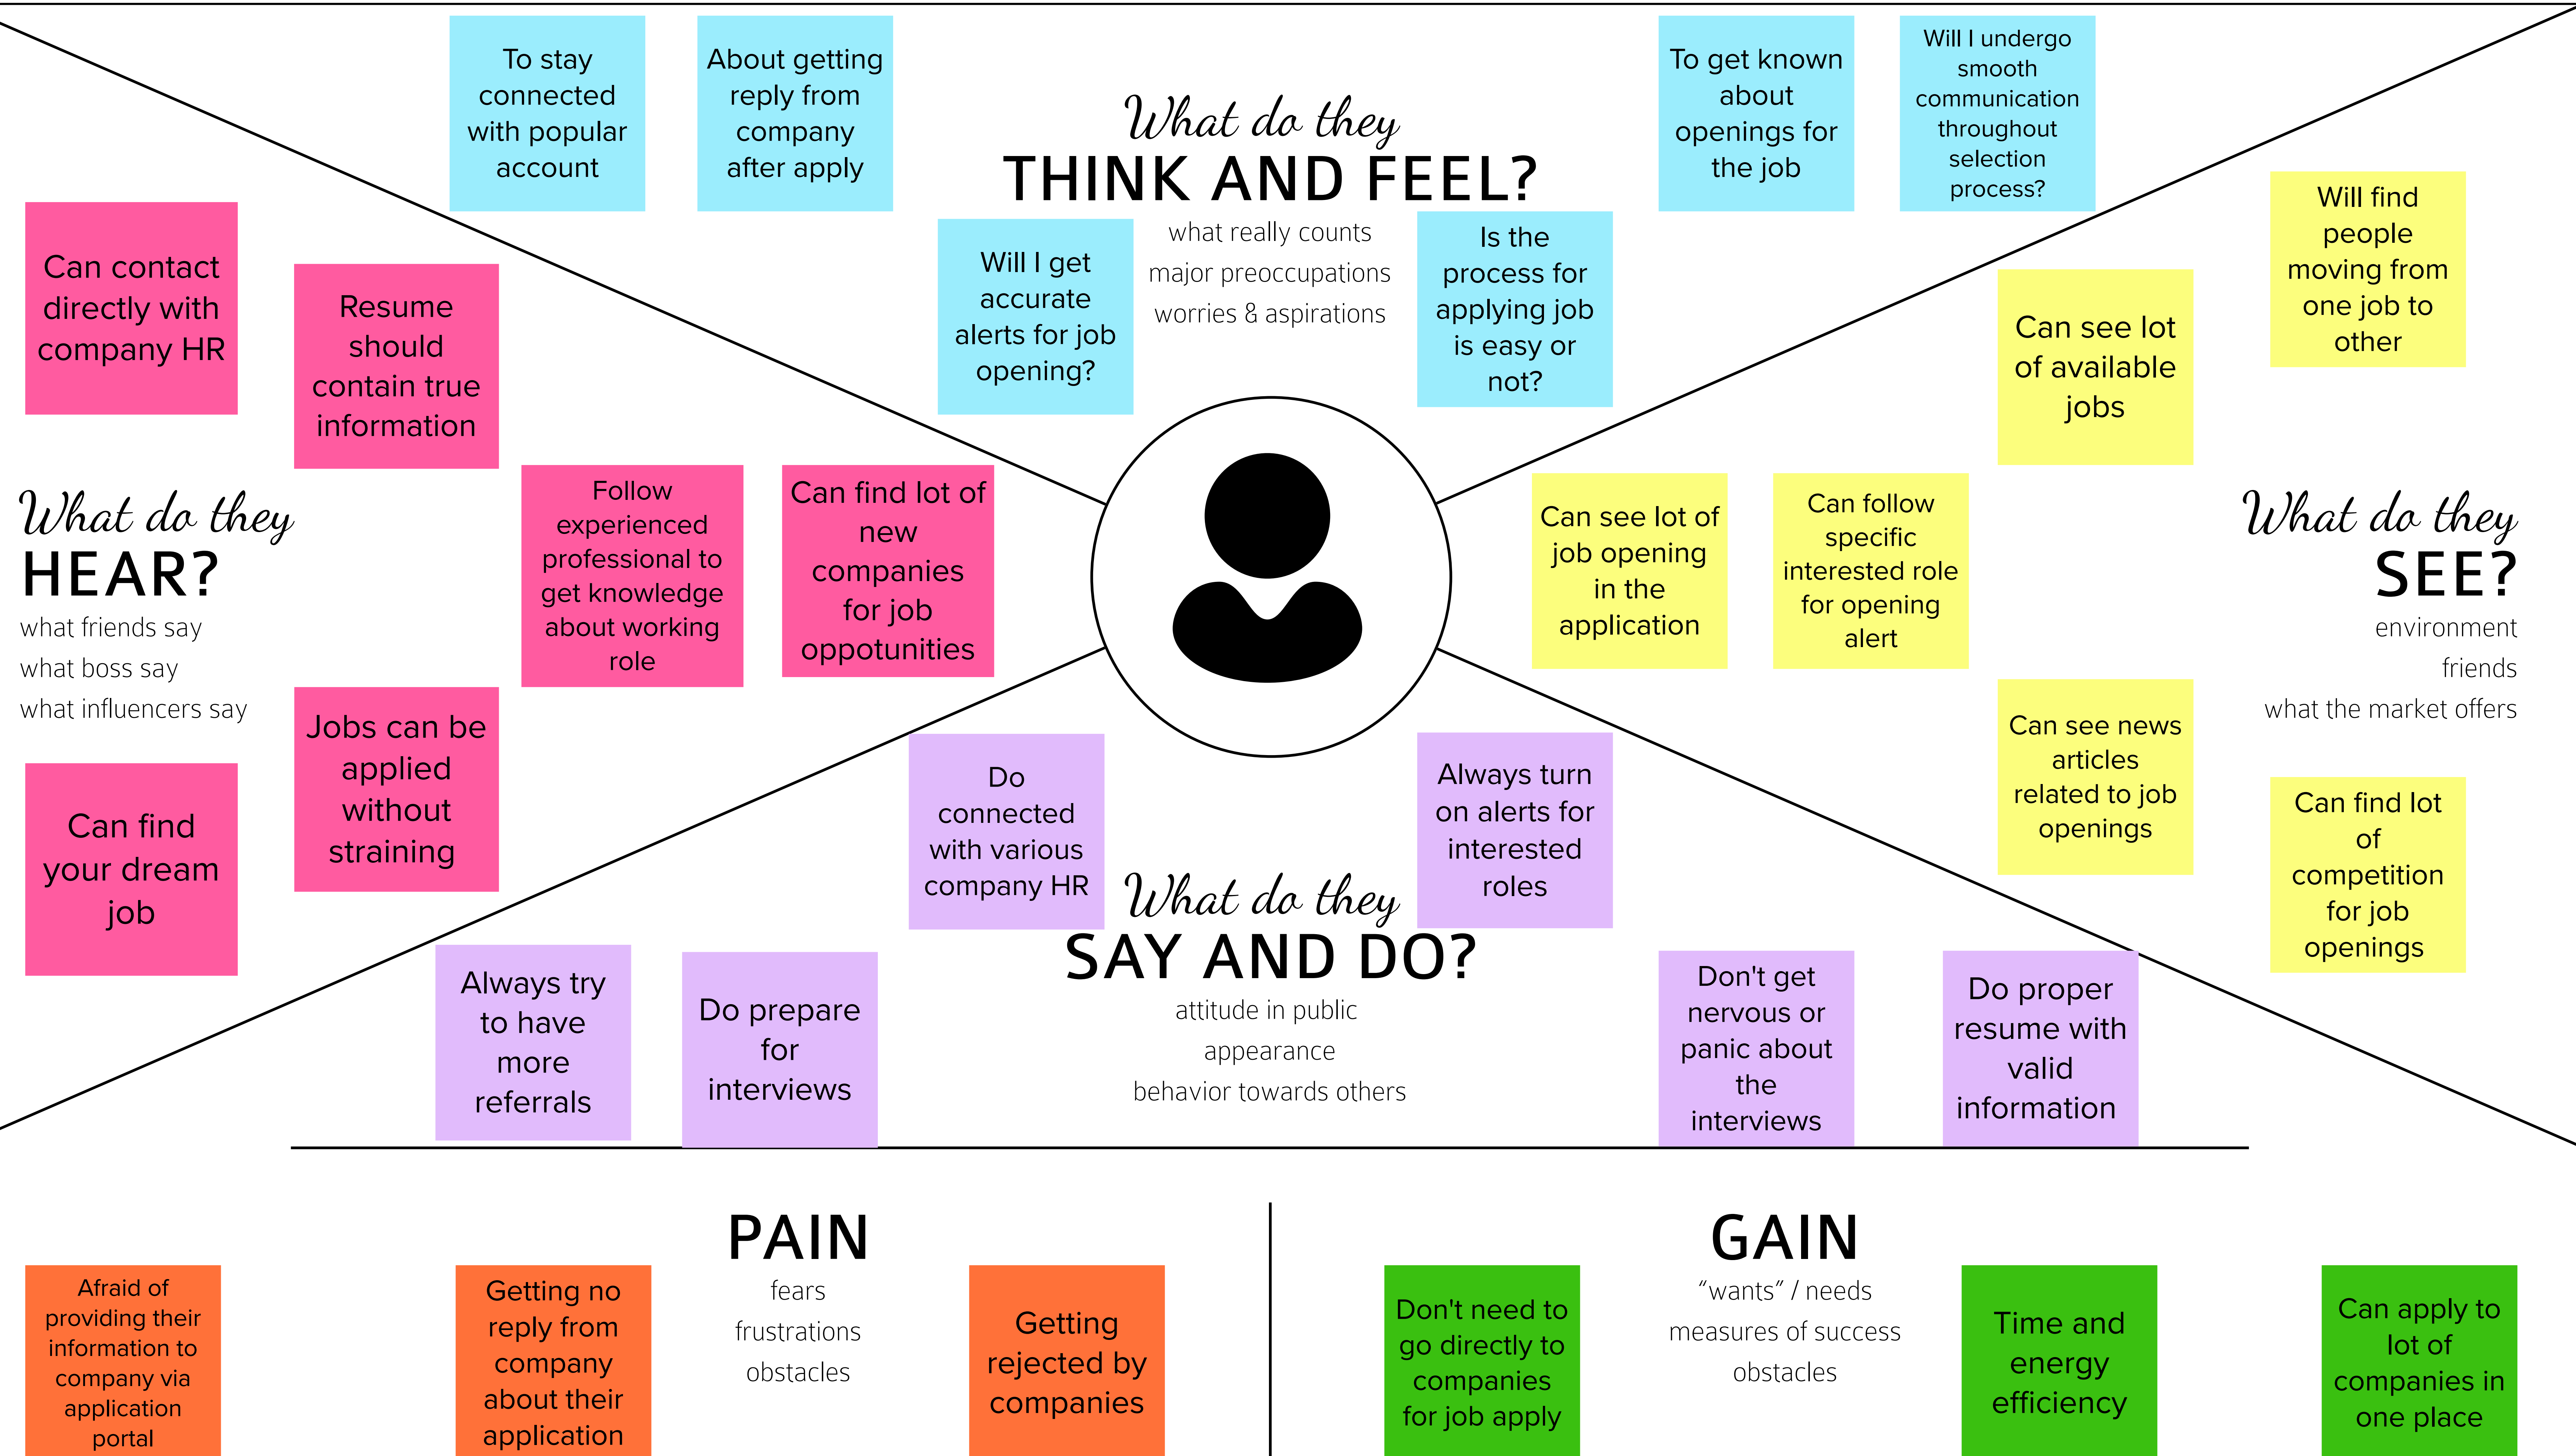 To stay
connected
with popular
account
About getting
reply from
company
after apply
What do they
THINK AND FEEL?
what really counts
major preoccupations
worries & aspirations
Will I get
accurate
alerts for job
opening?
Is the
process for
applying job
is easy or
not?
To get known
about
openings for
the job
Will I undergo
smooth
communication
throughout
selection
process?
Can contact
directly with
company HR
Resume
should
contain true
information
Follow
experienced
professional to
get knowledge
about working
role
Can find lot of
new
companies
for job
oppotunities
What do they
HEAR?
what friends say
what boss say
what influencers say
Jobs can be
applied
without
straining
Can find
your dream
job
Will find
people
moving from
one job to
other
Can see lot
of available
jobs
Can see lot of
job opening
in the
application
Can follow
specific
interested role
for opening
alert
What do they
SEE?
environment
friends
what the market offers
Can see news
articles
related to job
openings
Can find lot
of
competition
for job
openings
Do
connected
with various
company HR
Always turn
on alerts for
interested
roles
What do they
SAY AND DO?
attitude in public
appearance
behavior towards others
Always try
to have
more
referrals
Do prepare
for
interviews
Don't get
nervous or
panic about
the
interviews
Do proper
resume with
valid
information
PAIN
fears
frustrations
obstacles
Afraid of
providing their
information to
company via
application
portal
Getting no
reply from
company
about their
application
Getting
rejected by
companies
GAIN
“wants” / needs
measures of success
obstacles
Don't need to
go directly to
companies
for job apply
Time and
energy
efficiency
Can apply to
lot of
companies in
one place